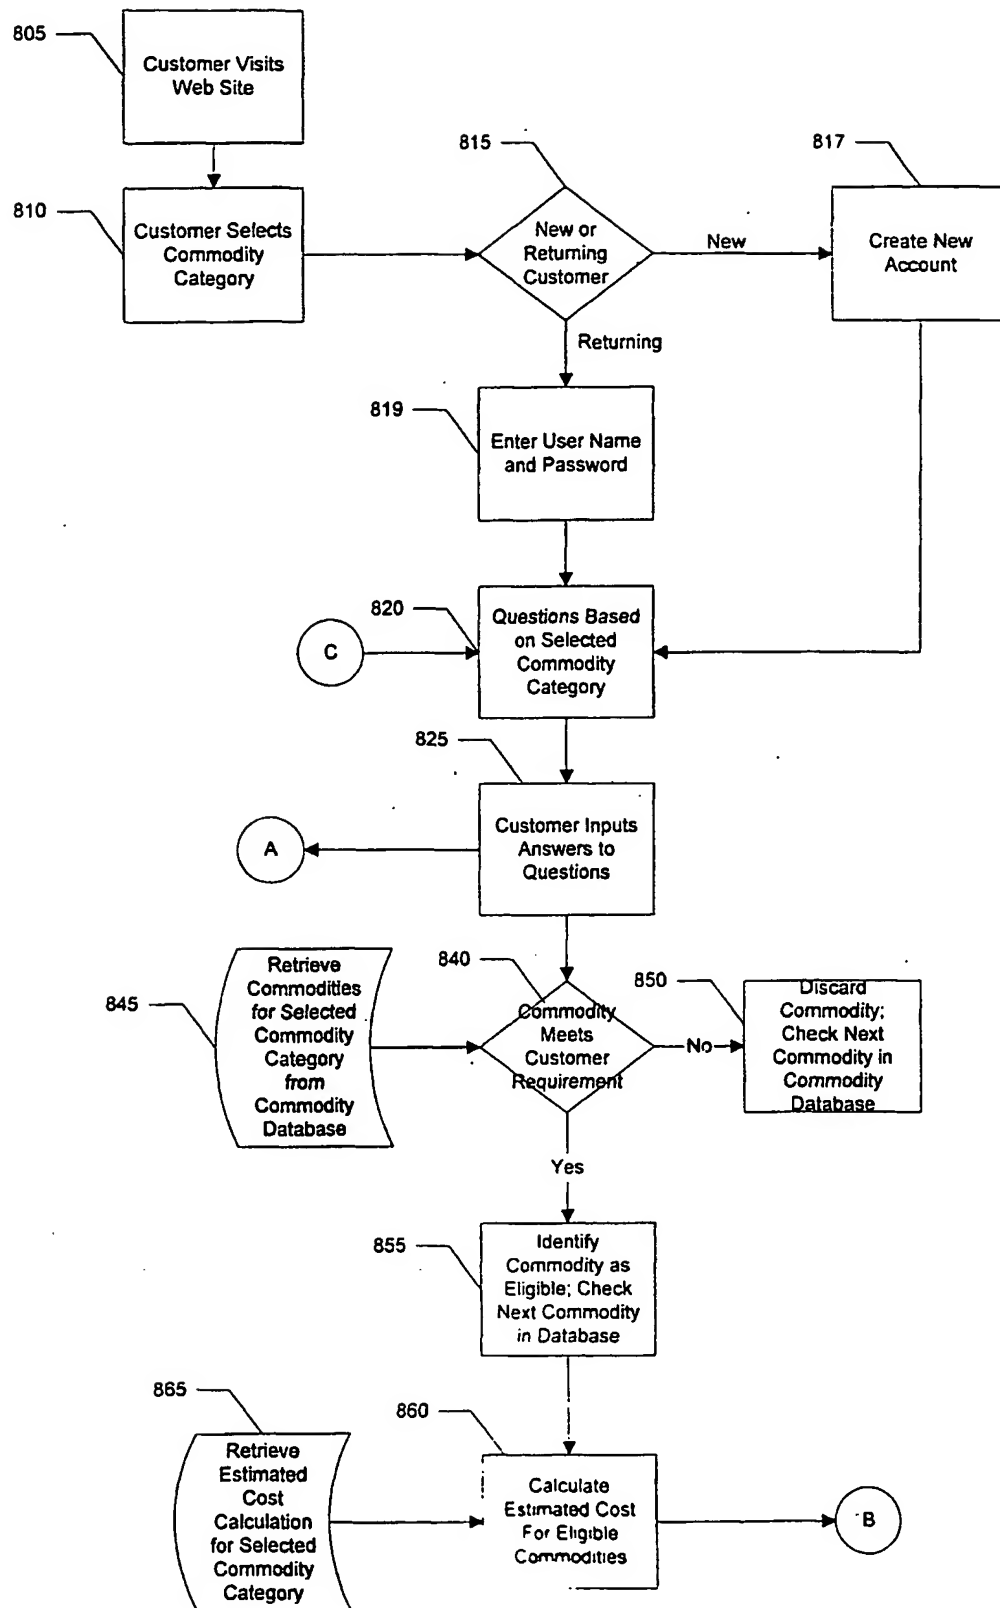 805
Customer Visits
Web Site
810
Customer Selects
Commodity
Category
815
New or
Returning
Customer
New
817
Create New
Account
Returning
819
Enter User Name
and Password
820
C
Questions Based
on Selected
Commodity
Category
825
Customer Inputs
Answers to
Questions
A
845
Retrieve
Commodities
for Selected
Commodity
Category
from
Commodity
Database
840
Commodity
Meets
Customer
Requirement
No
850
Discard
Commodity;
Check Next
Commodity in
Commodity
Database
Yes
855
Identify
Commodity as
Eligible; Check
Next Commodity
in Database
865
Retrieve
Estimated
Cost
Calculation
for Selected
Commodity
Category
860
Calculate
Estimated Cost
For Eligible
Commodities
B